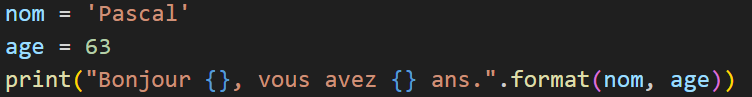 nom = 'Pascal'
age = 63
print("Bonjour {}, vous avez {} ans.".format(nom, age))